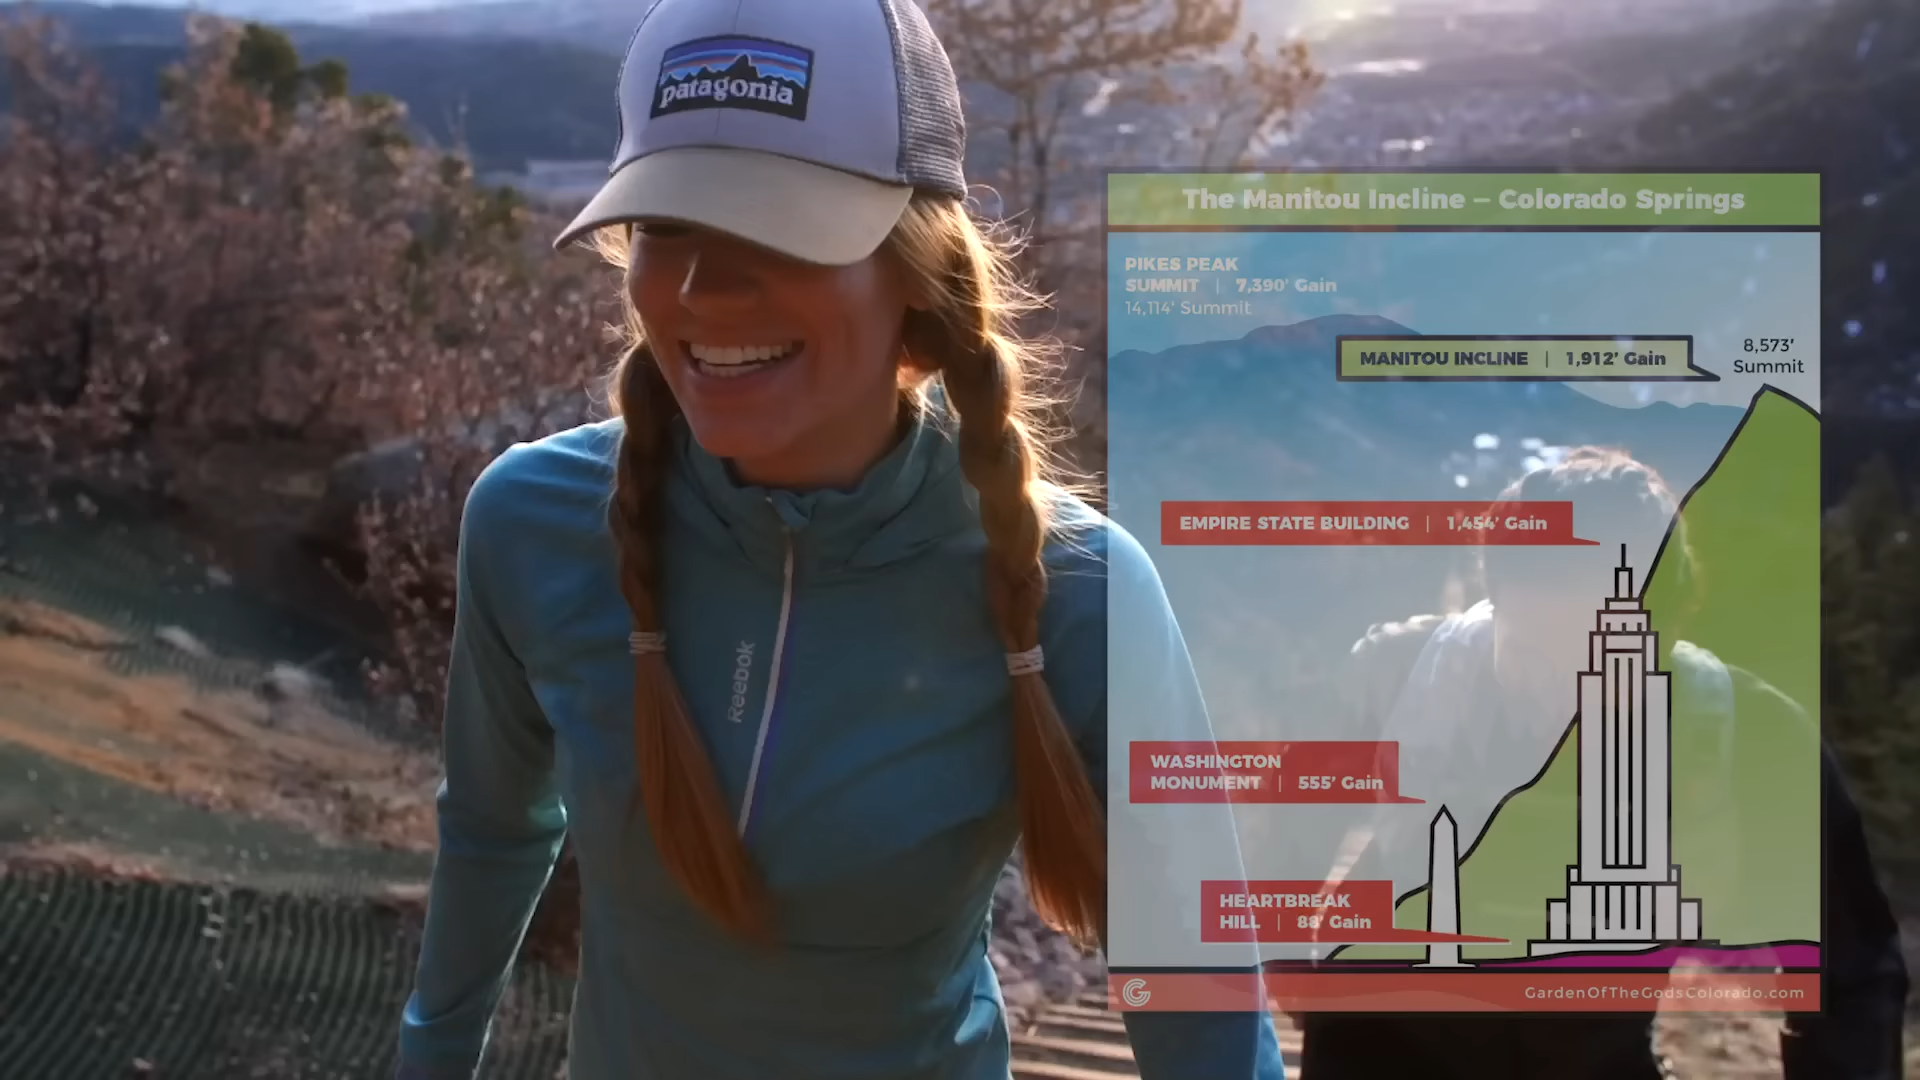 patagonia
Reebok
The Manitou Incline – Colorado Springs
PIKES PEAK
SUMMIT | 7,390' Gain
14,114' Summit
MANITOU INCLINE | 1,912' Gain
8,573'
Summit
EMPIRE STATE BUILDING | 1,454' Gain
WASHINGTON
MONUMENT | 555' Gain
HEARTBREAK
HILL | 88' Gain
GardenOfTheGodsColorado.com